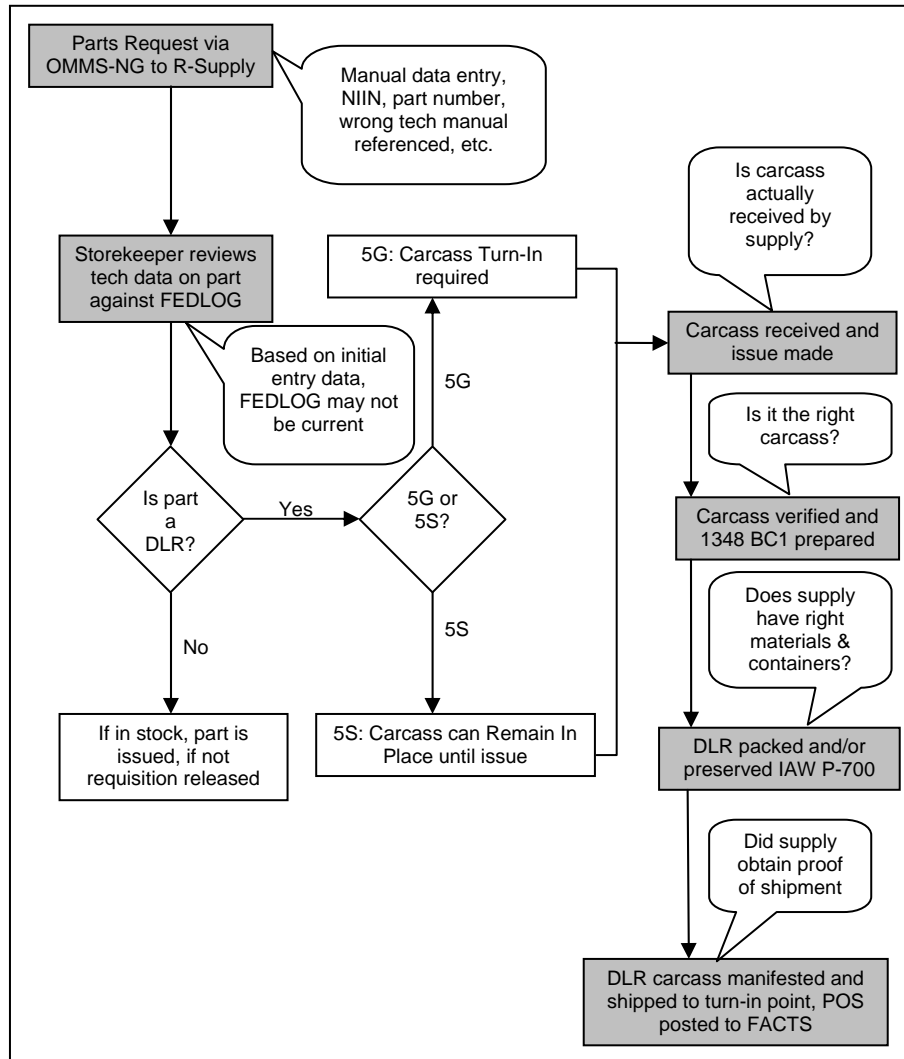 Parts Request via
OMMS-NG to R-Supply
Manual data entry,
NIIN, part number,
wrong tech manual
referenced, etc.
Storekeeper reviews
tech data on part
against FEDLOG
Based on initial
entry data,
FEDLOG may not
be current
Is part
a
DLR?
Yes
No
If in stock, part is
issued, if not
requisition released
5G or
5S?
5G
5G: Carcass Turn-In
required
5S
5S: Carcass can Remain In
Place until issue
Is carcass
actually
received by
supply?
Carcass received and
issue made
Is it the right
carcass?
Carcass verified and
1348 BC1 prepared
Does supply
have right
materials &
containers?
DLR packed and/or
preserved IAW P-700
Did supply
obtain proof
of shipment
DLR carcass manifested and
shipped to turn-in point, POS
posted to FACTS